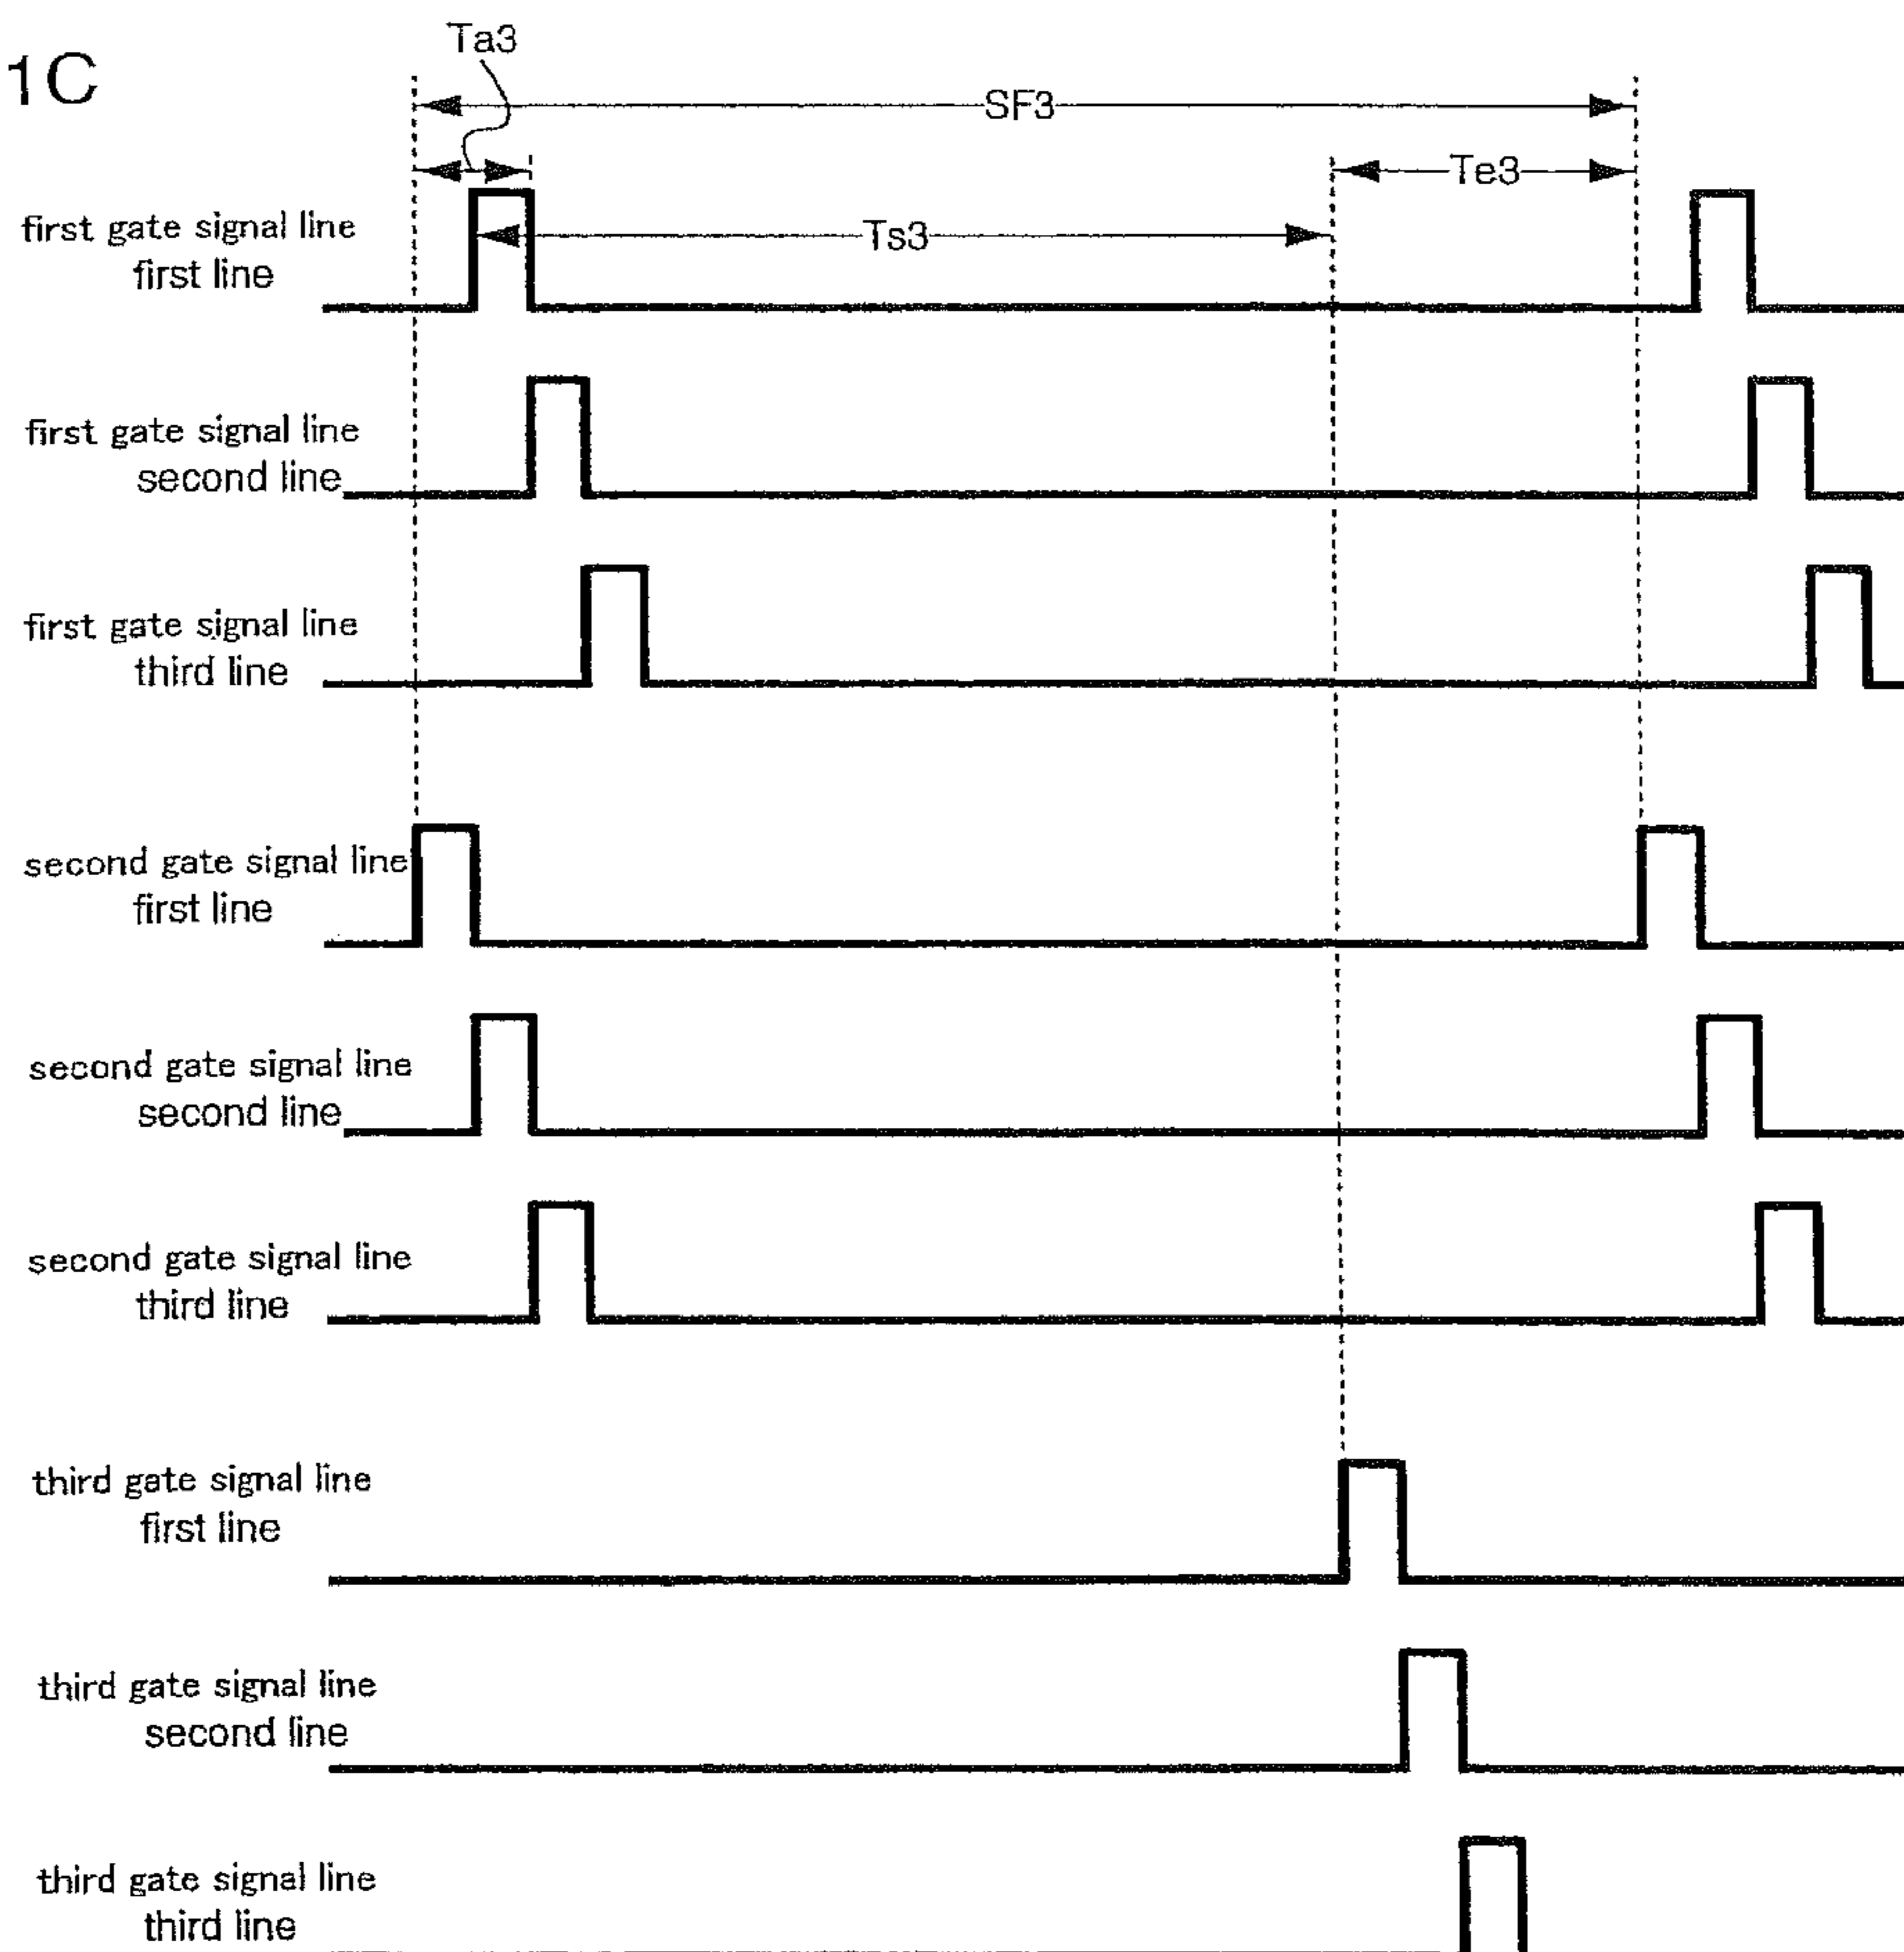 1C
Ta3
SF3
Te3
Ts3
first gate signal line
first line
first gate signal line
second line
first gate signal line
third line
second gate signal line
first line
second gate signal line
second line
second gate signal line
third line
third gate signal line
first line
third gate signal line
second line
third gate signal line
third line